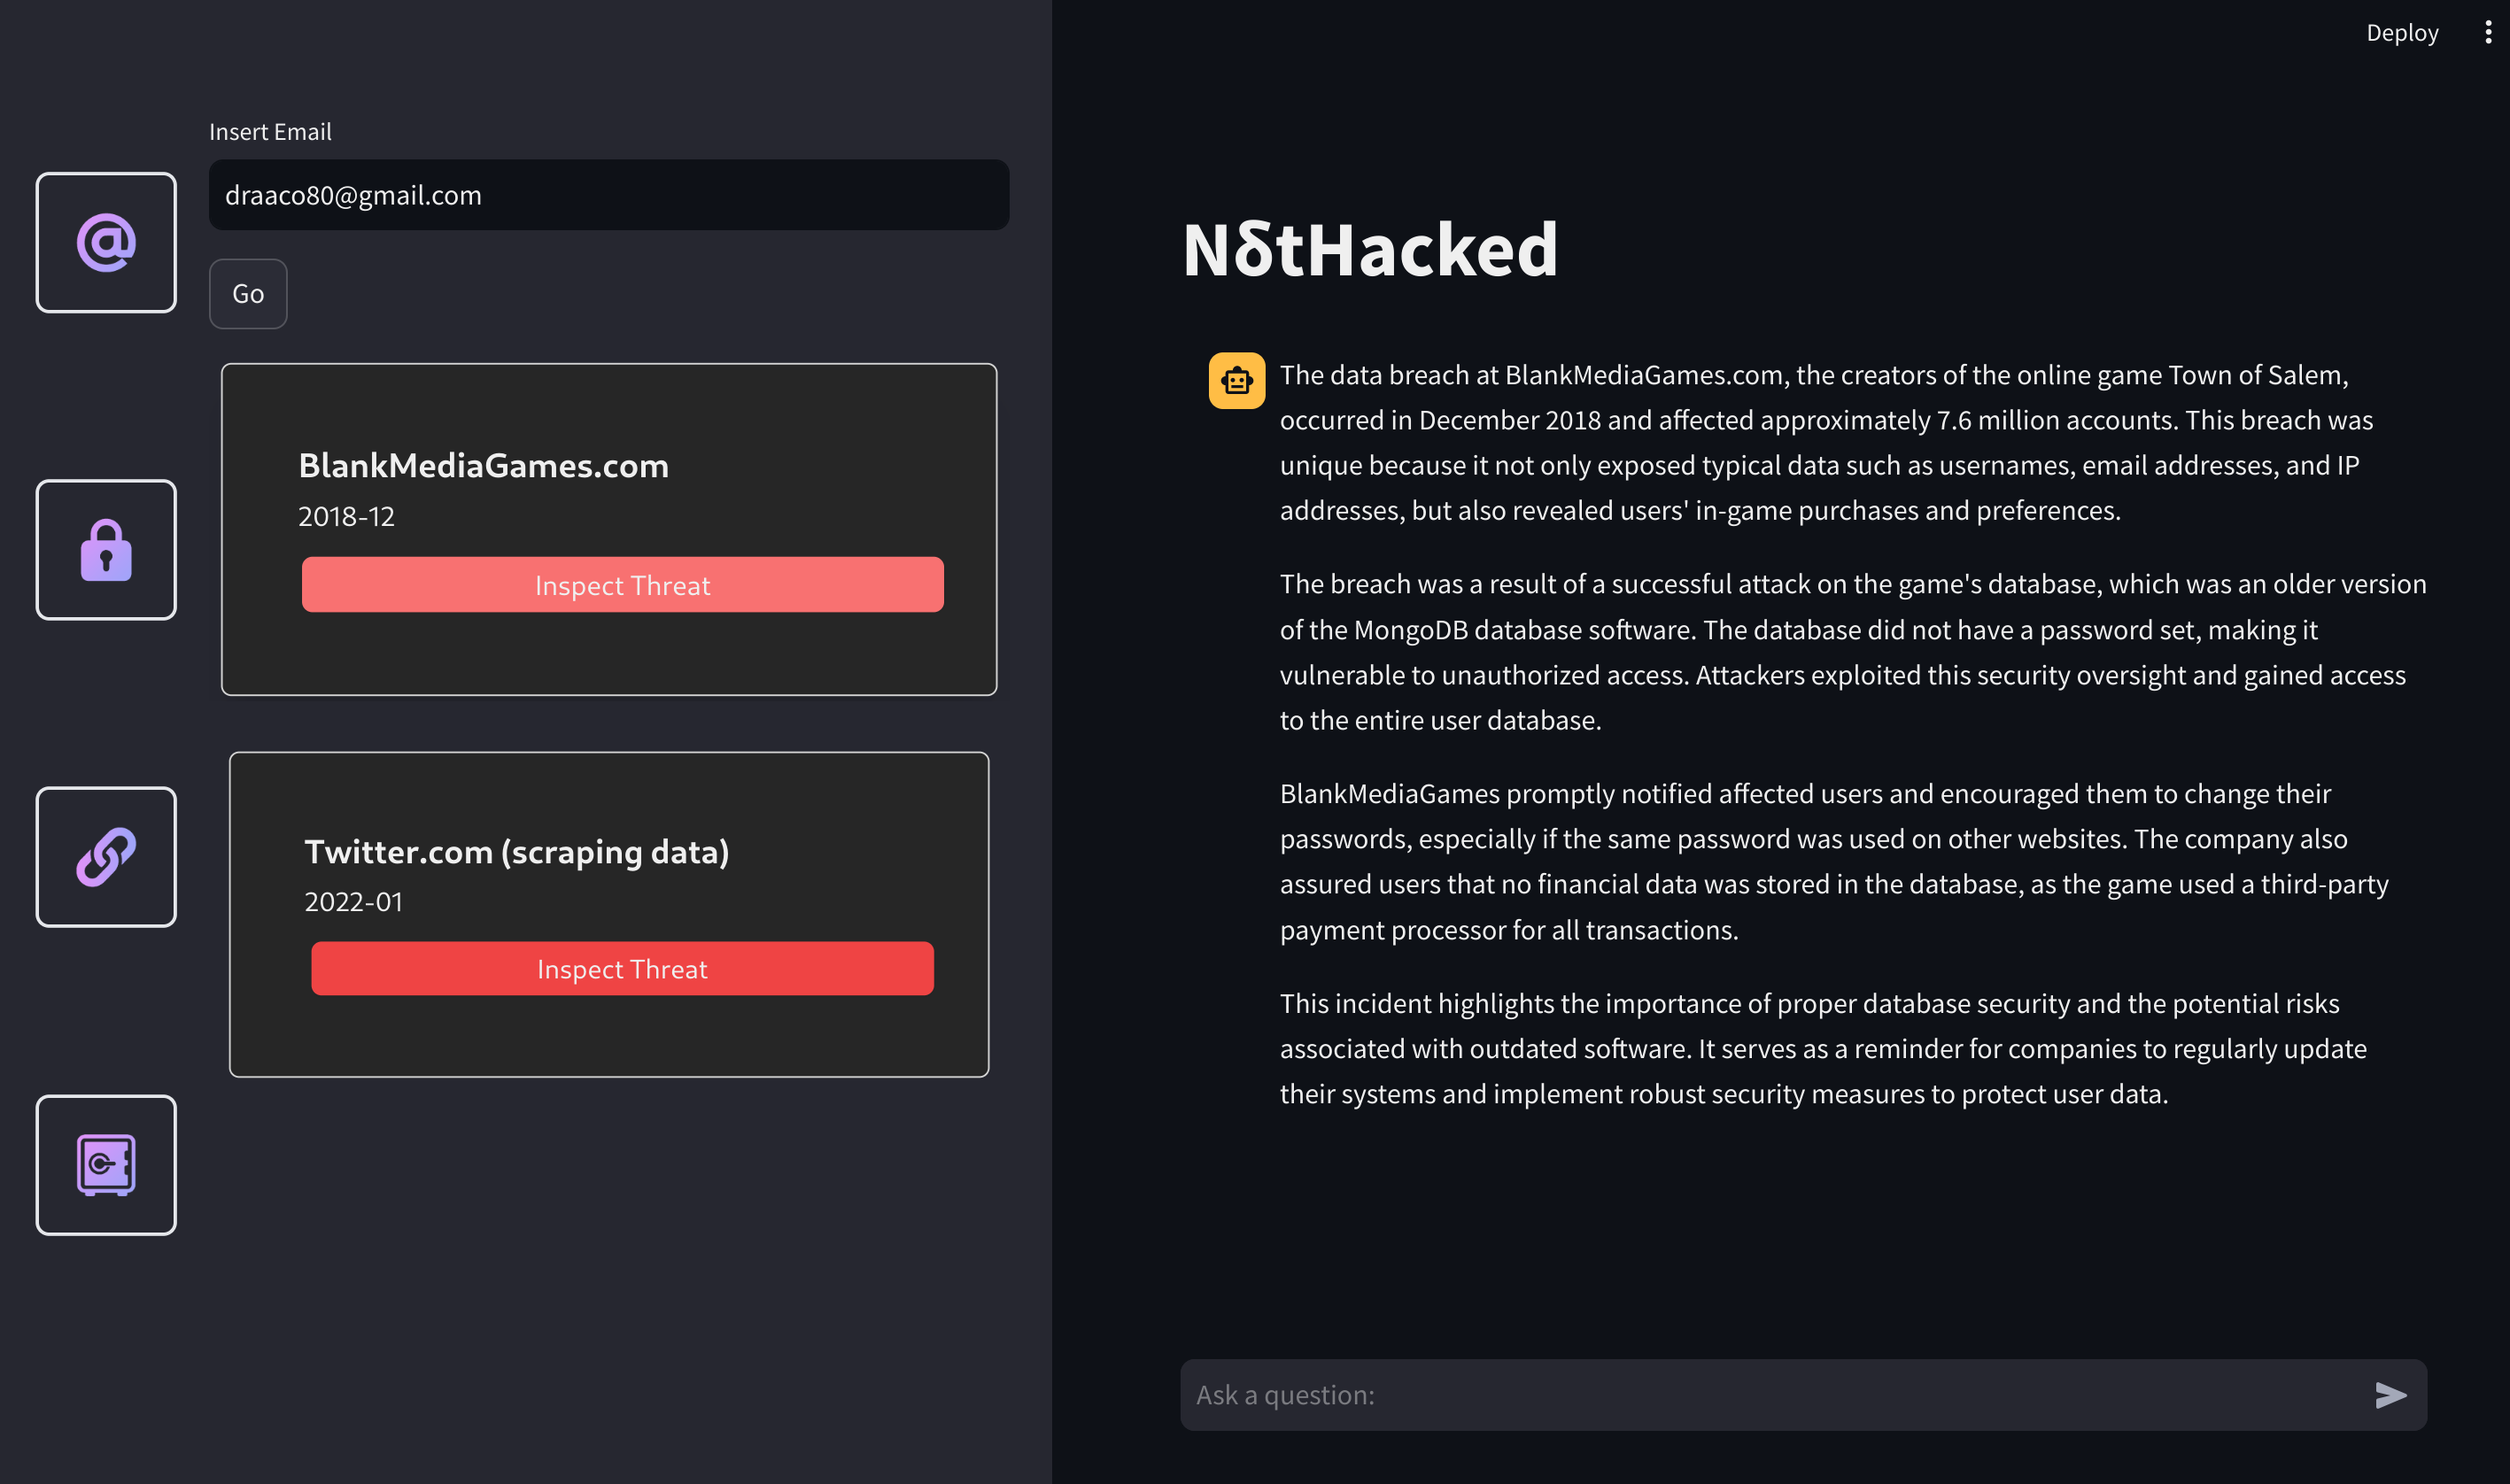 Deploy
Insert Email
draaco80@gmail.com
Go
BlankMediaGames.com
2018-12
Inspect Threat
Twitter.com (scraping data)
2022-01
Inspect Threat
NδtHacked
The data breach at BlankMediaGames.com, the creators of the online game Town of Salem,
occurred in December 2018 and affected approximately 7.6 million accounts. This breach was
unique because it not only exposed typical data such as usernames, email addresses, and IP
addresses, but also revealed users' in-game purchases and preferences.
The breach was a result of a successful attack on the game's database, which was an older version
of the MongoDB database software. The database did not have a password set, making it
vulnerable to unauthorized access. Attackers exploited this security oversight and gained access
to the entire user database.
BlankMediaGames promptly notified affected users and encouraged them to change their
passwords, especially if the same password was used on other websites. The company also
assured users that no financial data was stored in the database, as the game used a third-party
payment processor for all transactions.
This incident highlights the importance of proper database security and the potential risks
associated with outdated software. It serves as a reminder for companies to regularly update
their systems and implement robust security measures to protect user data.
Ask a question: